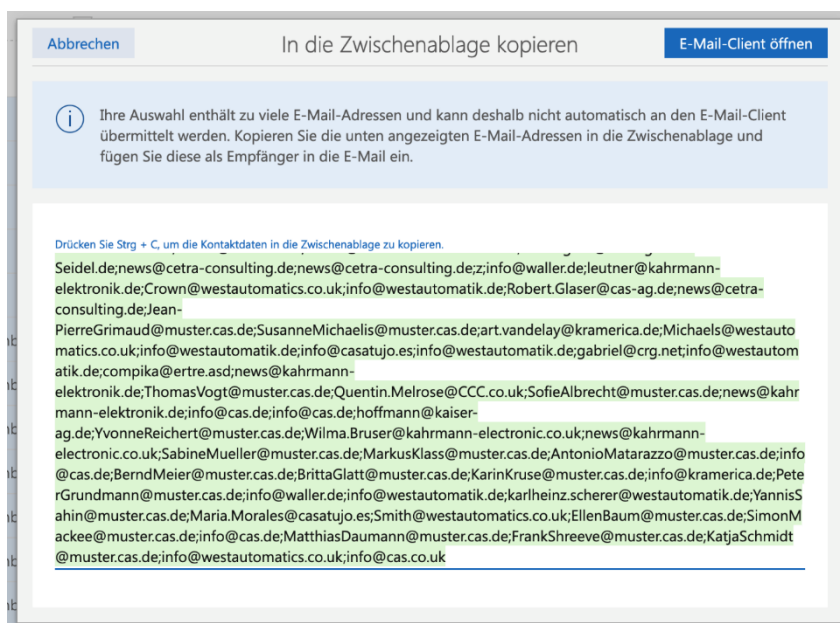 Abbrechen
In die Zwischenablage kopieren
E-Mail-Client öffnen
Ihre Auswahl enthält zu viele E-Mail-Adressen und kann deshalb nicht automatisch an den E-Mail-Client
übermittelt werden. Kopieren Sie die unten angezeigten E-Mail-Adressen in die Zwischenablage und
fügen Sie diese als Empfänger in die E-Mail ein.
Drücken Sie Strg + C, um die Kontaktdaten in die Zwischenablage zu kopieren.
Seidel.de;news@cetra-consulting.de;news@cetra-consulting.de;z;info@waller.de;leutner@kahrmann-
elektronik.de;Crown@westautomatics.co.uk;info@westautomatik.de;Robert.Glaser@cas-ag.de;news@cetra-
consulting.de;Jean-
PierreGrimaud@muster.cas.de;SusanneMichaelis@muster.cas.de;art.vandelay@kramerica.de;Michaels@westauto
matics.co.uk;info@westautomatik.de;info@casatujo.es;info@westautomatik.de;gabriel@crg.net;info@westautom
atik.de;compika@ertre.asd;news@kahrmann-
elektronik.de;ThomasVogt@muster.cas.de;Quentin.Melrose@CCC.co.uk;SofieAlbrecht@muster.cas.de;news@kahr
mann-elektronik.de;info@cas.de;info@cas.de;hoffmann@kaiser-
ag.de;YvonneReichert@muster.cas.de;Wilma.Bruser@kahrmann-electronic.co.uk;news@kahrmann-
electronic.co.uk;SabineMueller@muster.cas.de;MarkusKlass@muster.cas.de;AntonioMatarazzo@muster.cas.de;info
@cas.de;BerndMeier@muster.cas.de;BrittaGlatt@muster.cas.de;KarinKruse@muster.cas.de;info@kramerica.de;Pete
rGrundmann@muster.cas.de;info@waller.de;info@westautomatik.de;karlheinz.scherer@westautomatik.de;YannisS
ahin@muster.cas.de;Maria.Morales@casatujo.es;Smith@westautomatics.co.uk;EllenBaum@muster.cas.de;SimonM
ackee@muster.cas.de;info@cas.de;MatthiasDaumann@muster.cas.de;FrankShreeve@muster.cas.de;KatjaSchmidt
@muster.cas.de;info@westautomatics.co.uk;info@cas.co.uk